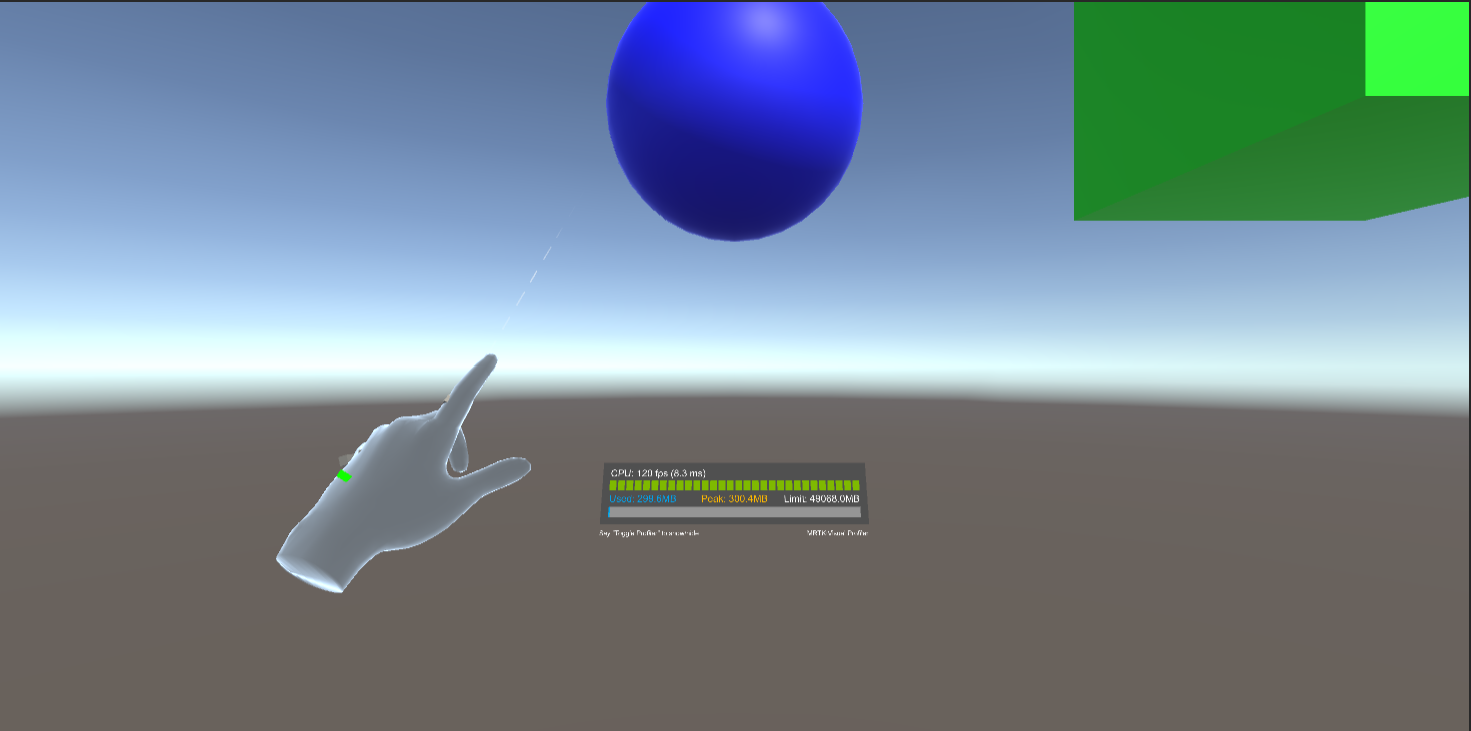 CPU: 120 fps (8.3 ms)
Used: 299.6MB Peak: 300.4MB Limit: 49068.0MB
Say "Toggle Profiler" to show/hide MRTK Visual Profiler